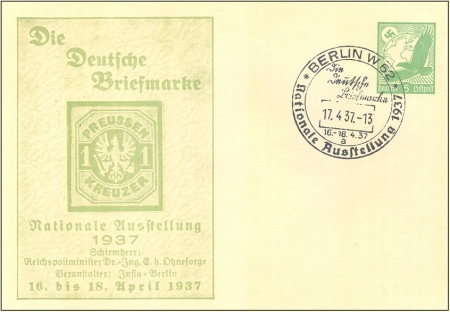 Die
Deutsche
Briefmarke
PREUSSEN
1 1
KREUZER
Nationale Ausstellung
1937
Schirmherr:
Reichspostminister Dr.-Ing. E. h. Ohnesorge
Veranstalter: Insta - Berlin
16. bis 18. April 1937
BERLIN W 62
Die
Deutsche
Briefmarke
17.4.37.-13
16.-18.4.37
a
* Nationale Ausstellung 1937
5 Luftpost